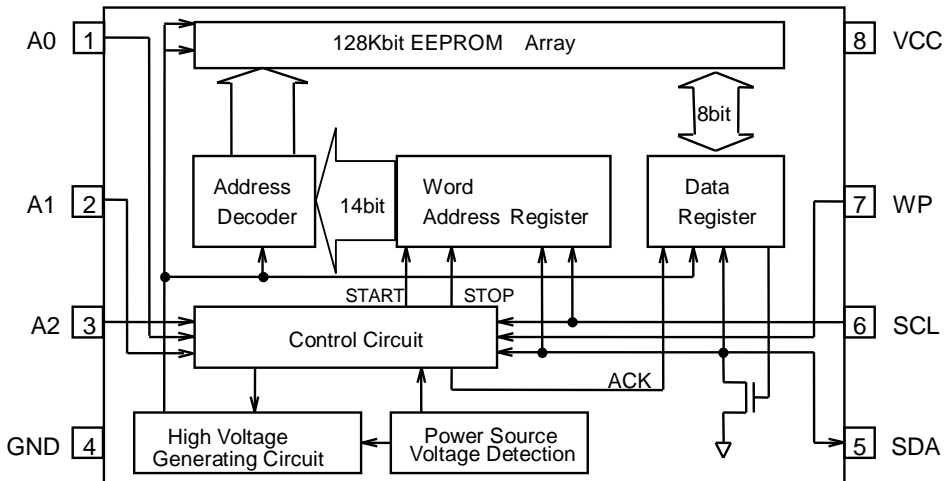 A0 1
128Kbit EEPROM Array
8 VCC
8bit
A1 2
Address
Decoder
14bit
Word
Address Register
Data
Register
7 WP
START
STOP
A2 3
Control Circuit
6 SCL
ACK
GND 4
High Voltage
Generating Circuit
Power Source
Voltage Detection
5 SDA